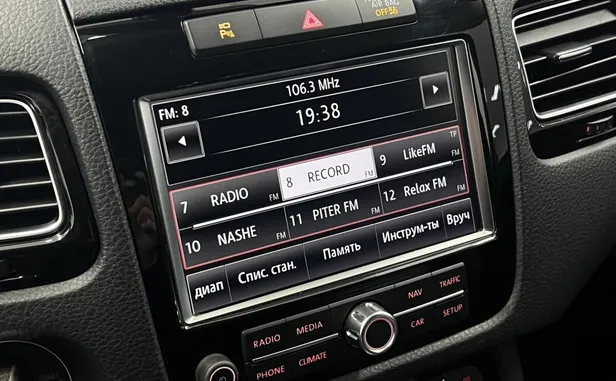 AIR BAG
OFF
106.3 MHz
FM: 8
19:38
7 RADIO FM
8 RECORD FM
9 LikeFM TP FM
10 NASHE FM
11 PITER FM FM
12 Relax FM FM
диап Спис. стан. Память Инструм-ты Вруч
RADIO MEDIA NAV TRAFFIC
PHONE CLIMATE CAR SETUP